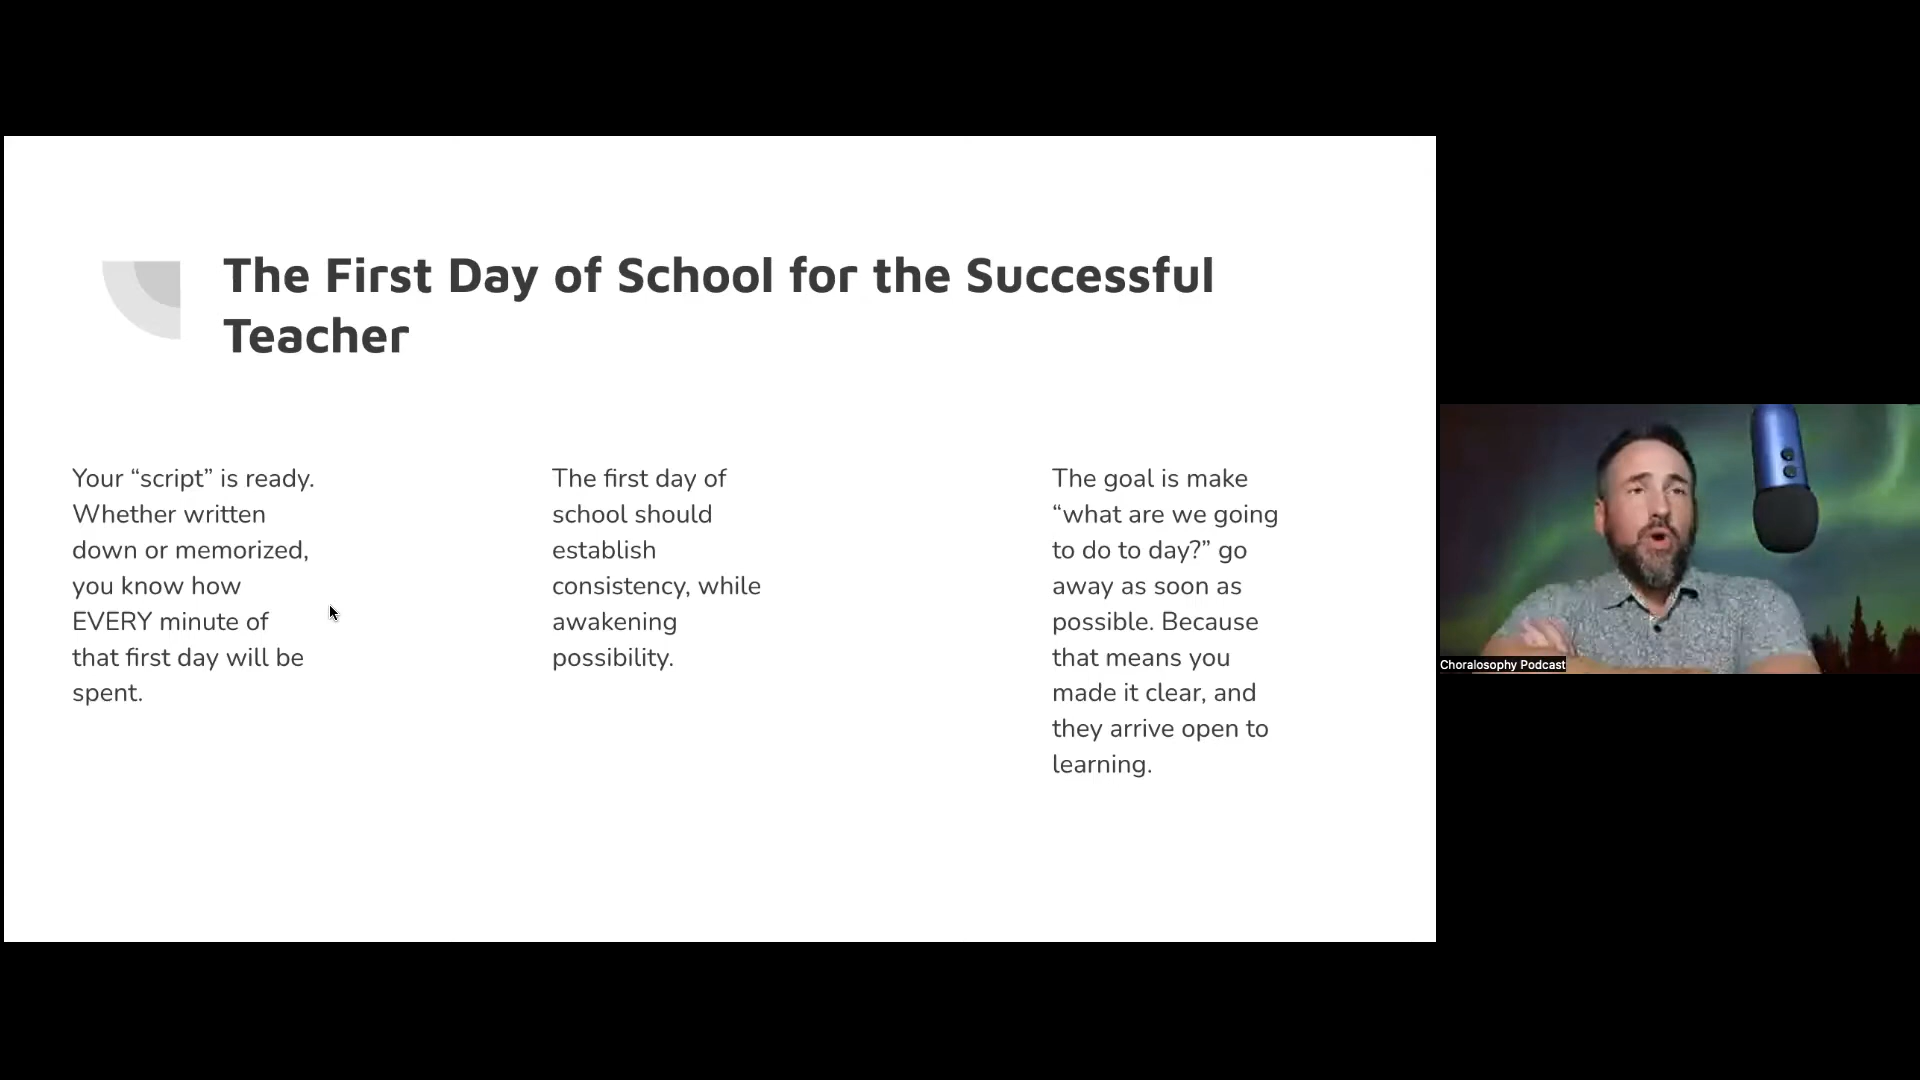 The First Day of School for the Successful
Teacher
Your “script” is ready.
Whether written
down or memorized,
you know how
EVERY minute of
that first day will be
spent.
The first day of
school should
establish
consistency, while
awakening
possibility.
The goal is make
“what are we going
to do to day?” go
away as soon as
possible. Because
that means you
made it clear, and
they arrive open to
learning.
Choralosophy Podcast